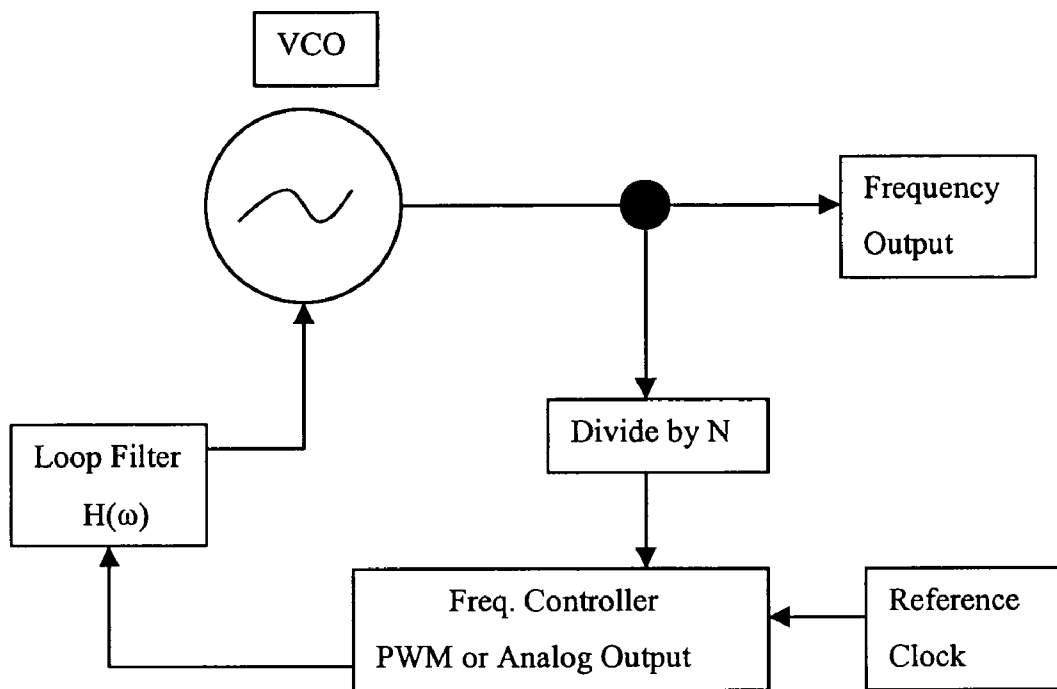 VCO
Frequency
Output
Divide by N
Loop Filter
H(ω)
Freq. Controller
PWM or Analog Output
Reference
Clock